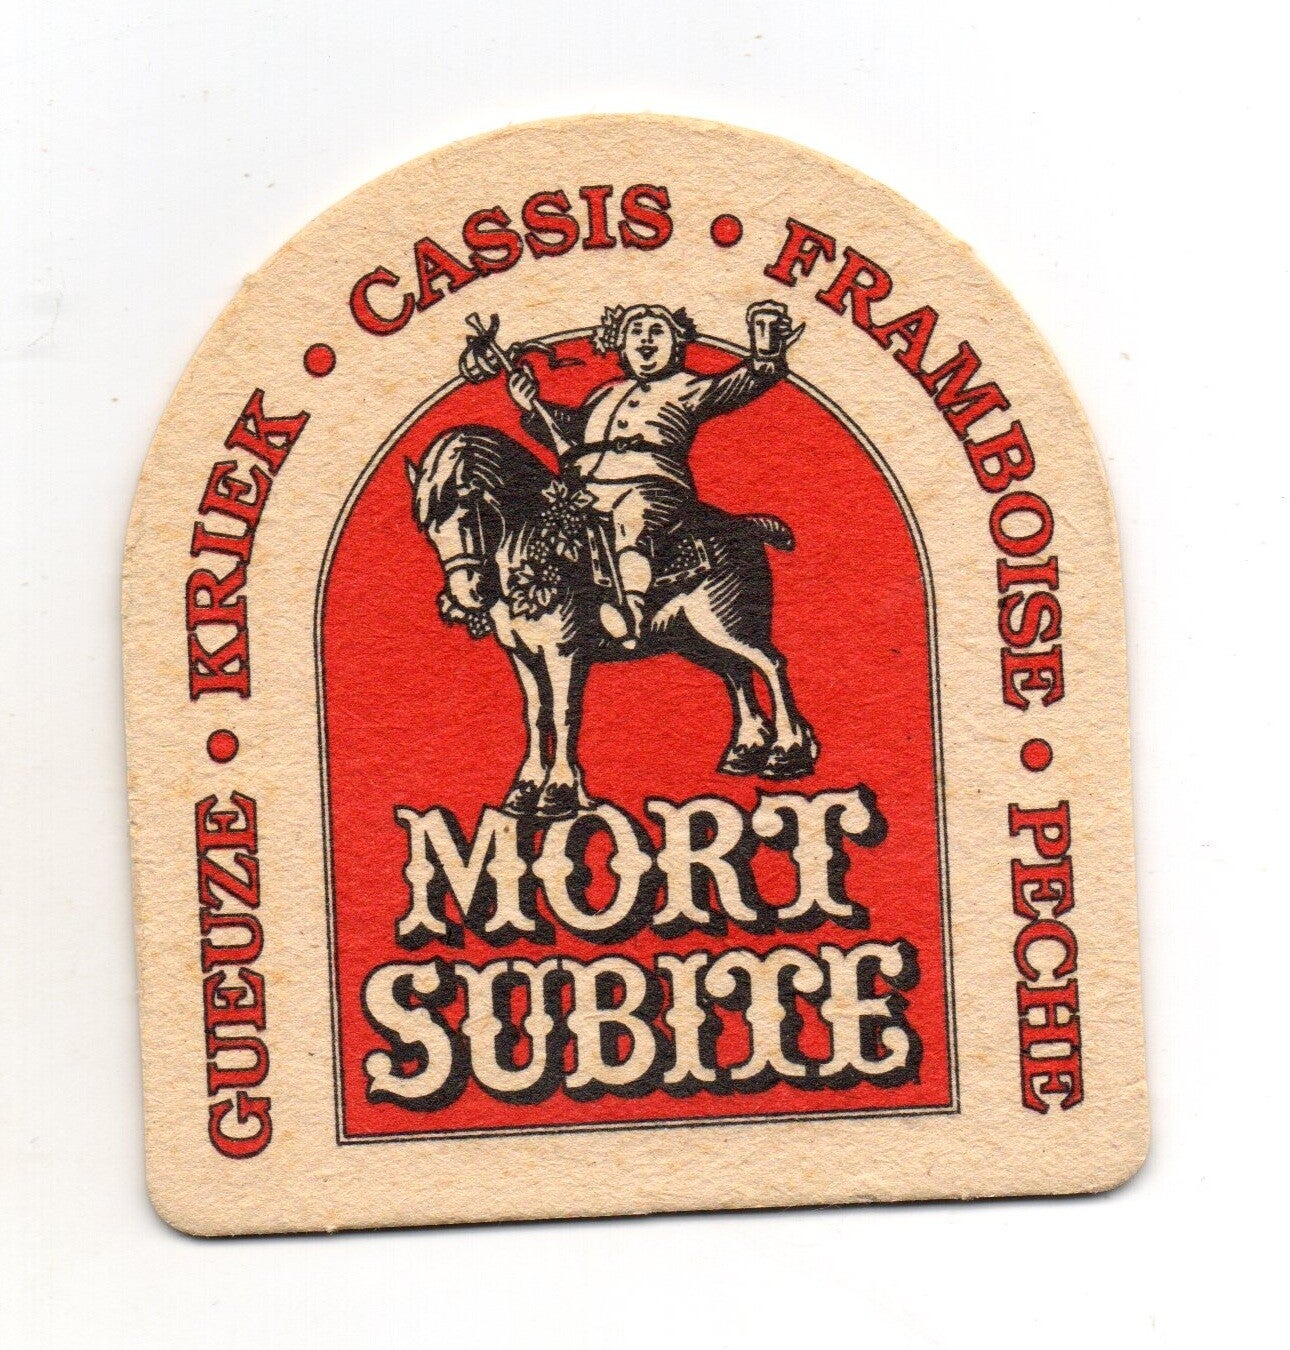 GUEUZE • KRIEK • CASSIS • FRAMBOISE • PECHE
MORT
SUBITE